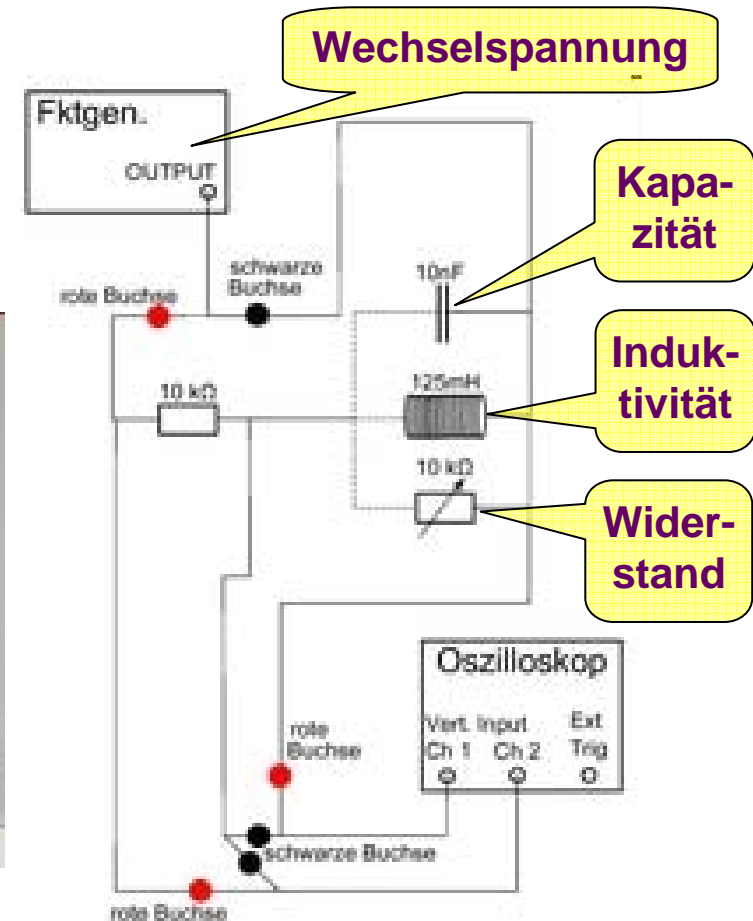 Wechselspannung
Fktgen.
OUTPUT
Kapa-
zität
schwarze
Buchse
10nF
rote Buchse
Induk-
tivität
125mH
10 kΩ
10 kΩ
Wider-
stand
Oszilloskop
rote
Buchse
Vert. Input
Ext
Ch 1
Ch 2
Trig
schwarze Buchse
rote Buchse